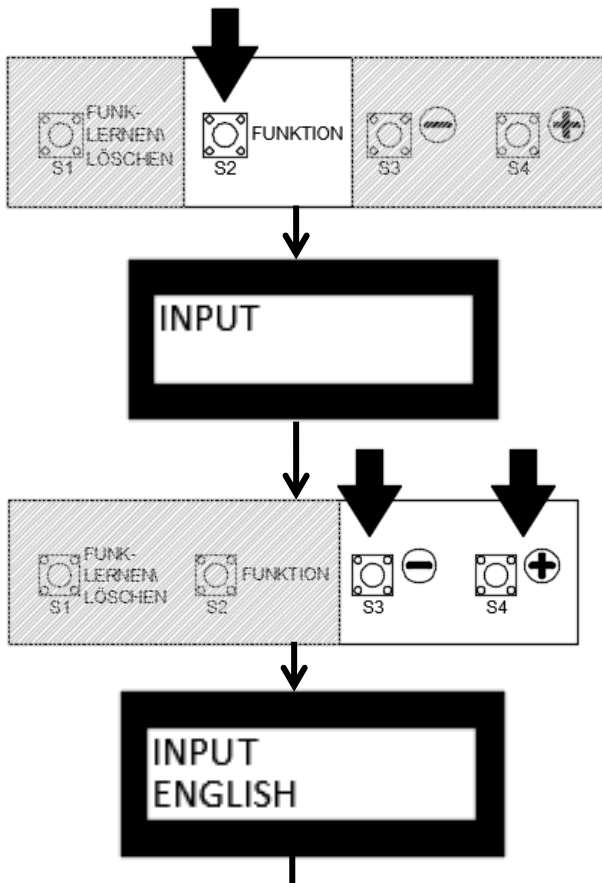 FUNK-
LERNEN\
LÖSCHEN
FUNKTION
S1
S2
S3
S4
INPUT
FUNK-
LERNEN\
LÖSCHEN
FUNKTION
S1
S2
S3
S4
INPUT
ENGLISH